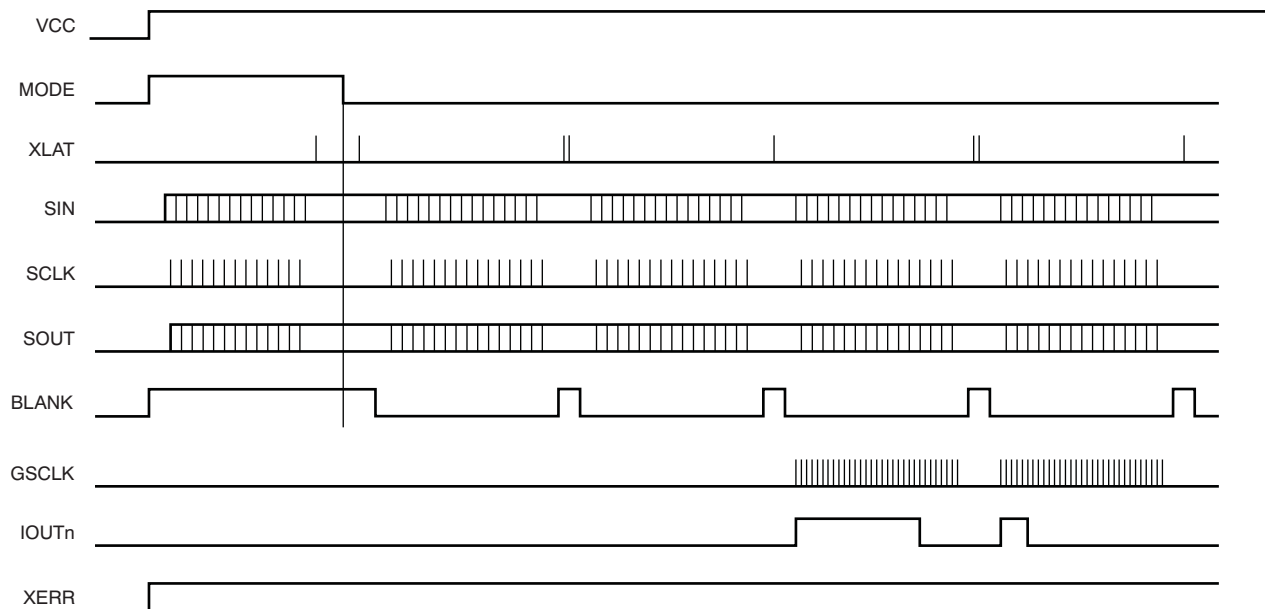 VCC
MODE
XLAT
SIN
SCLK
SOUT
BLANK
GSCLK
IOUTn
XERR